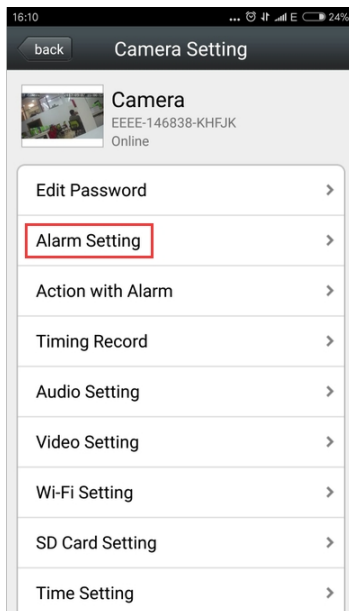 16:10
... E 24%
back
Camera Setting
Camera
EEEE-146838-KHFJK
Online
Edit Password
Alarm Setting
Action with Alarm
Timing Record
Audio Setting
Video Setting
Wi-Fi Setting
SD Card Setting
Time Setting